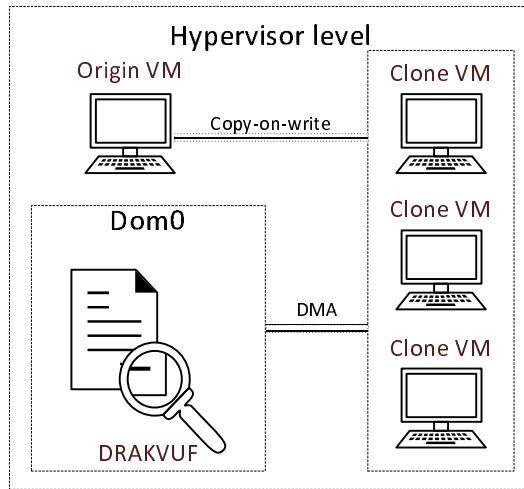 Hypervisor level
Origin VM
Clone VM
Copy-on-write
Clone VM
Dom0
DMA
Clone VM
DRAKVUF